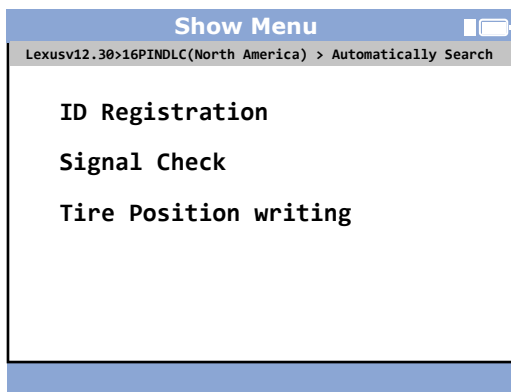 Show Menu
Lexusv12.30>16PINDLC(North America) > Automatically Search
ID Registration
Signal Check
Tire Position writing